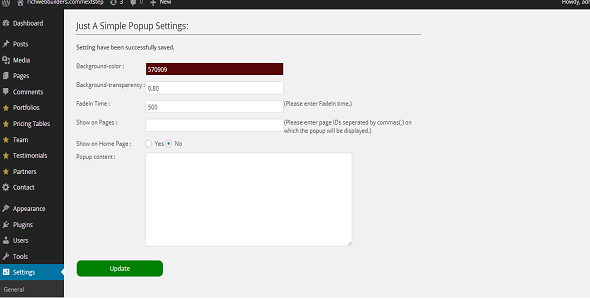 richwebbuilders.com/nextstep 3 0 + New Howdy, ad
Dashboard
Posts
Media
Pages
Comments
Portfolios
Pricing Tables
Team
Testimonials
Partners
Contact
Appearance
Plugins
Users
Tools
Settings
General
Just A Simple Popup Settings:
Setting have been successfully saved.
Background-color : 570909
Background-transparency : 0.80
FadeIn Time : 500 (Please enter FadeIn time.)
Show on Pages : (Please enter page IDs seperated by commas(,) on
which the popup will be displayed.)
Show on Home Page : Yes No
Popup content :
Update